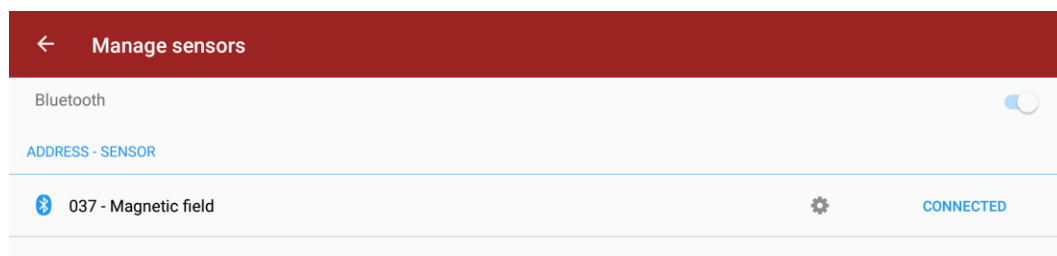 Manage sensors
Bluetooth
ADDRESS - SENSOR
037 - Magnetic field CONNECTED